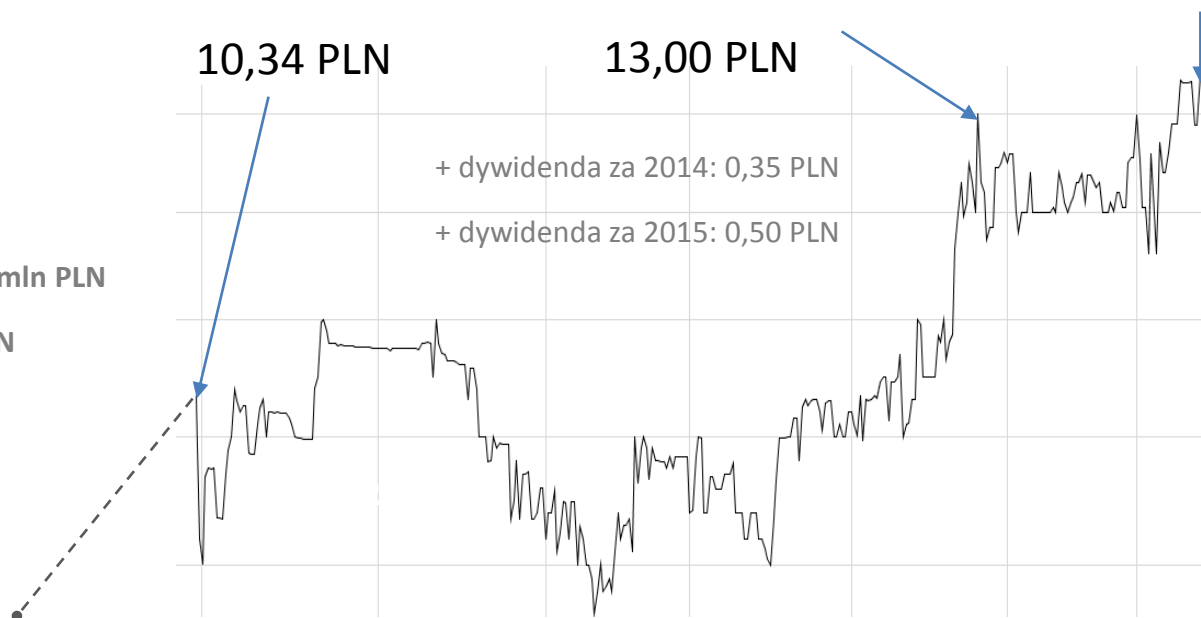 10,34 PLN
13,00 PLN
+ dywidenda za 2014: 0,35 PLN
+ dywidenda za 2015: 0,50 PLN
mln PLN
N